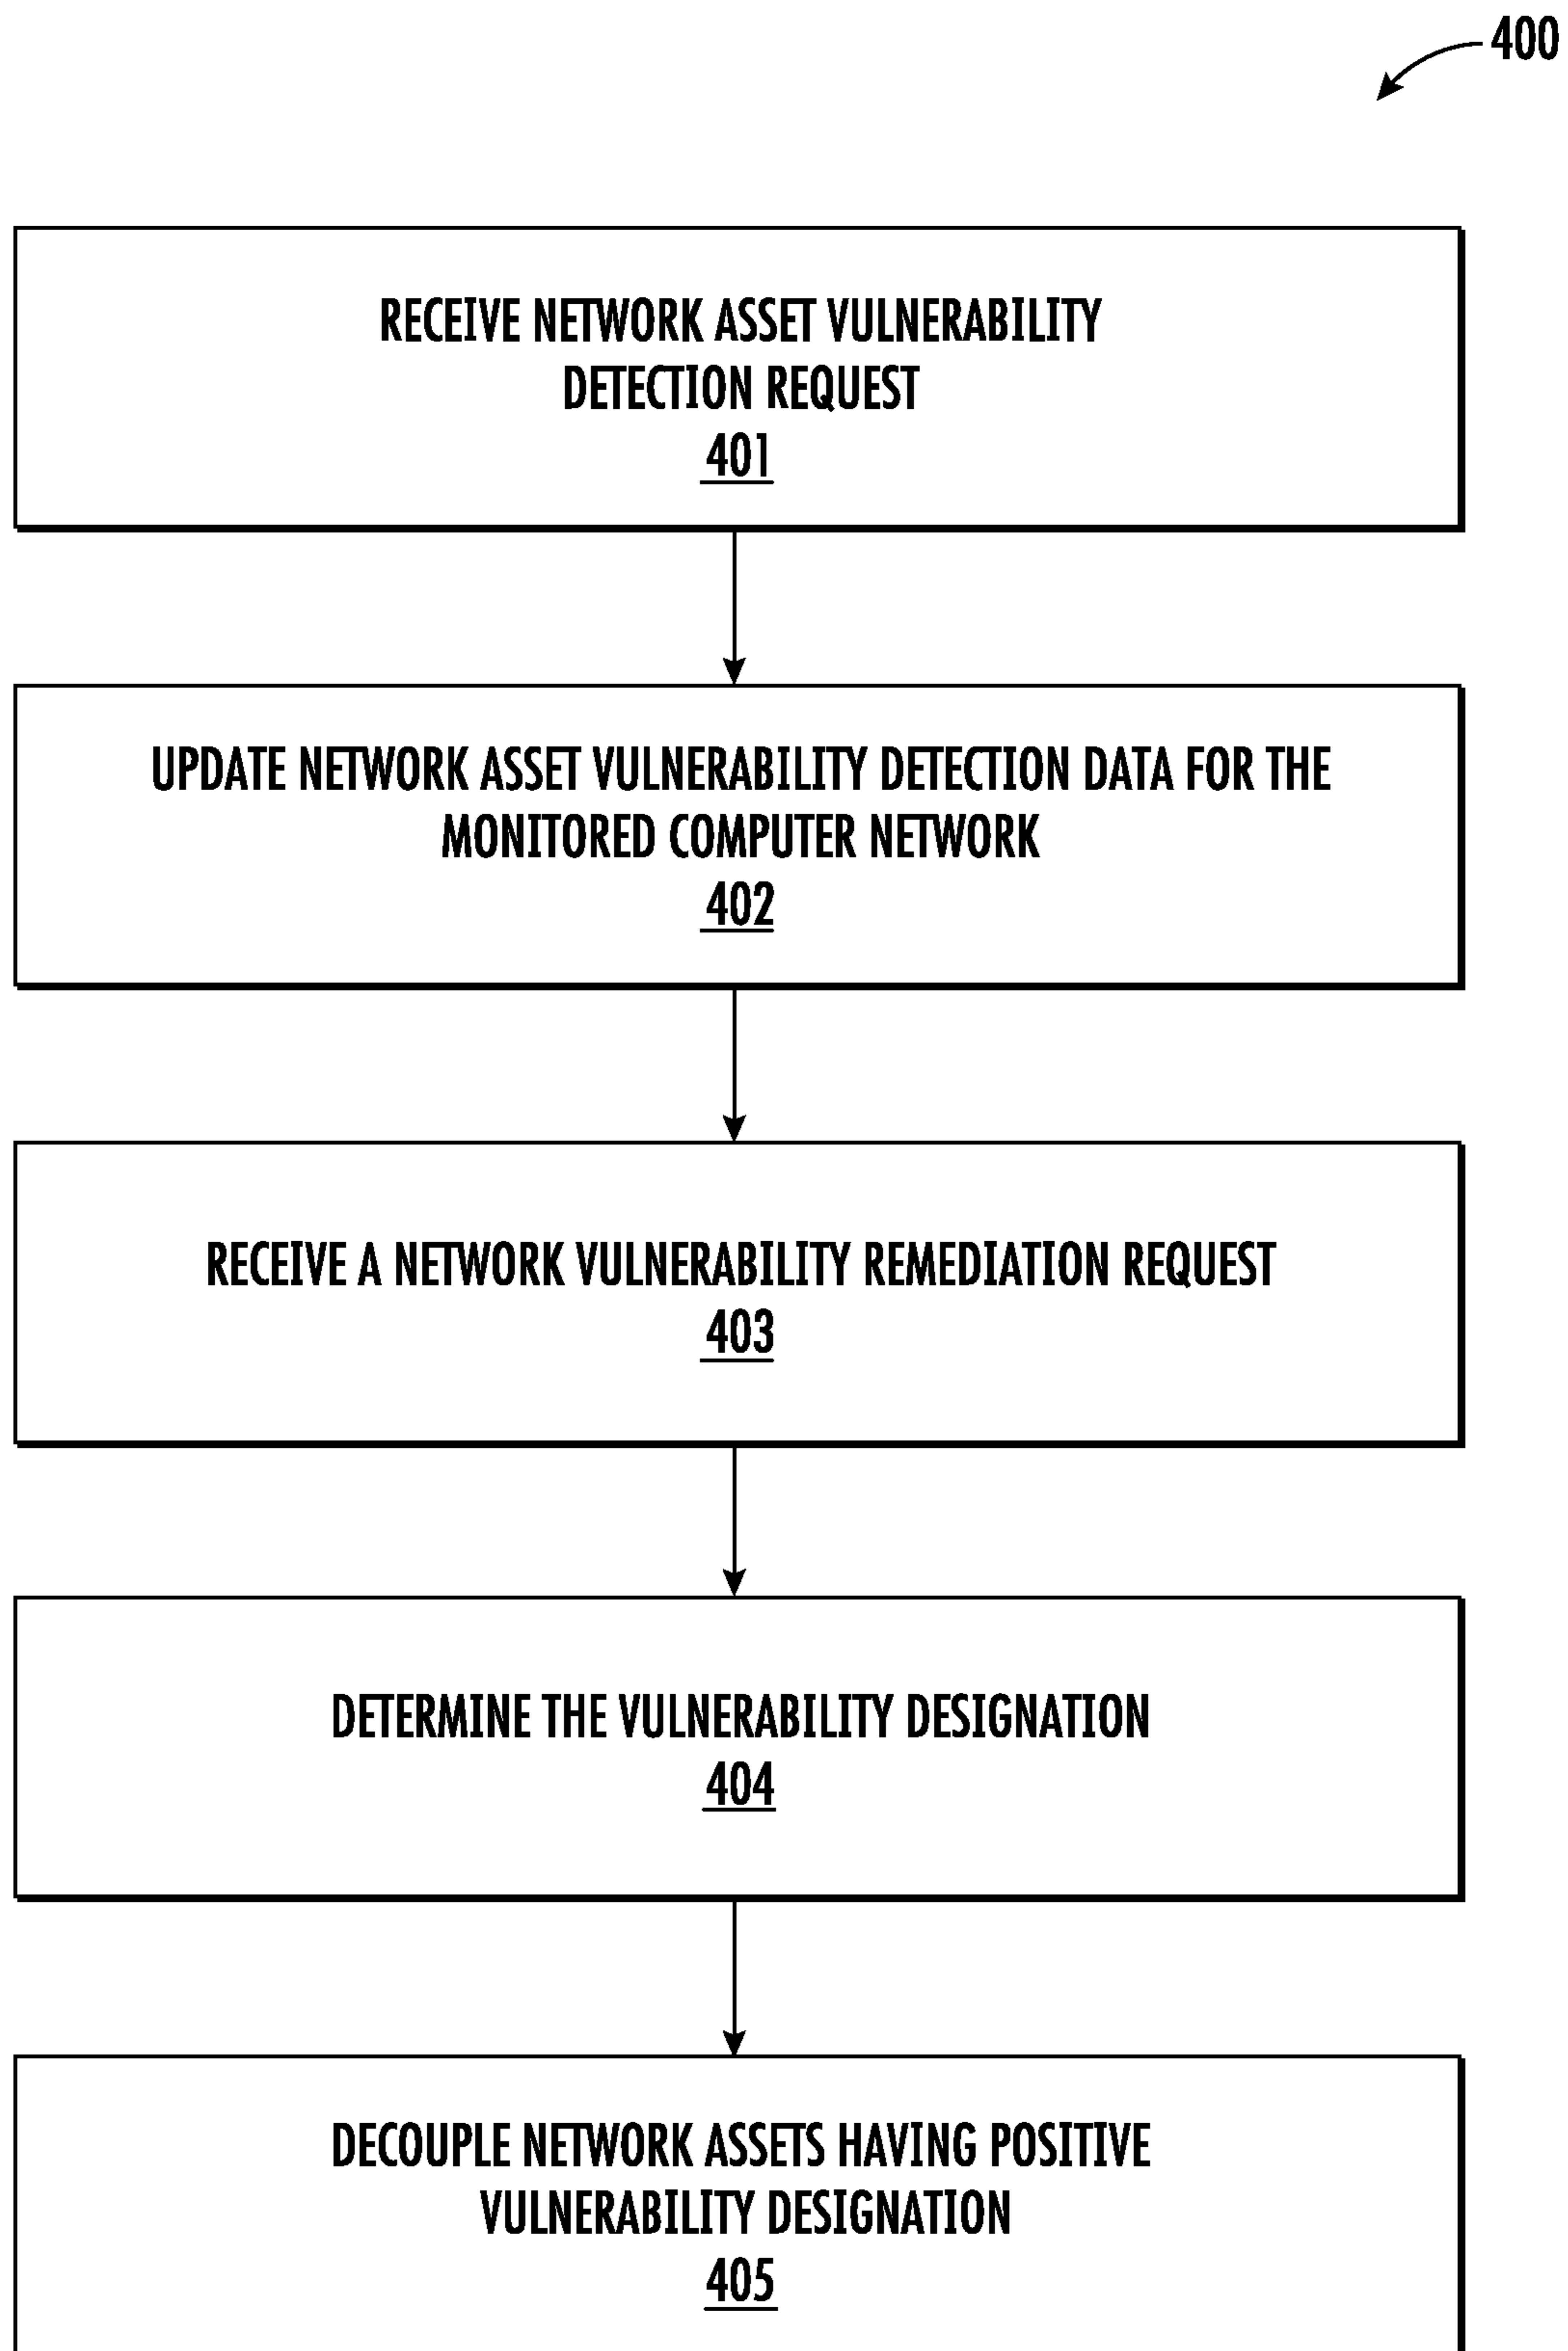 400
RECEIVE NETWORK ASSET VULNERABILITY
DETECTION REQUEST
401
UPDATE NETWORK ASSET VULNERABILITY DETECTION DATA FOR THE
MONITORED COMPUTER NETWORK
402
RECEIVE A NETWORK VULNERABILITY REMEDIATION REQUEST
403
DETERMINE THE VULNERABILITY DESIGNATION
404
DECOUPLE NETWORK ASSETS HAVING POSITIVE
VULNERABILITY DESIGNATION
405